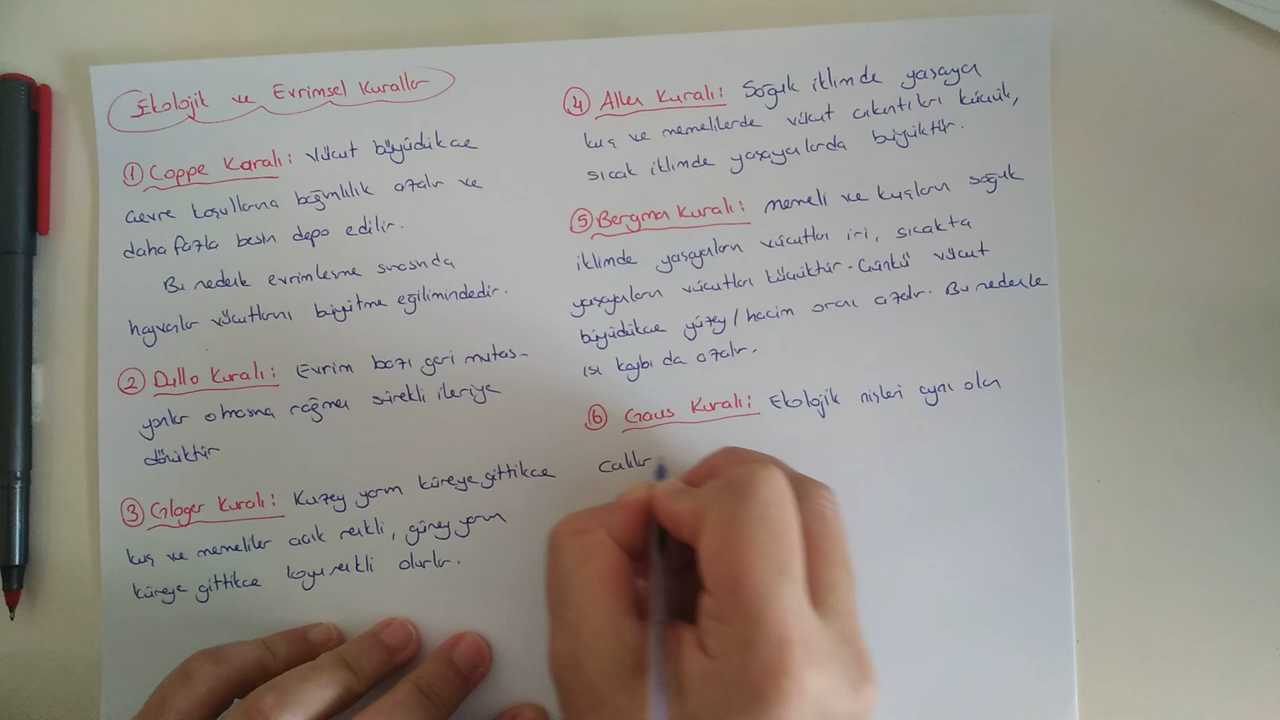 Ekolojik ve Evrimsel Kurallar
① Coppe Kuralı: Vücut büyüdükçe
çevre koşullarına bağımlılık azalır ve
daha fazla besin depo edilir.
Bu nedenle evrimleşme sırasında
hayvanlar vücutlarını büyütme eğilimindedir.
② Dollo Kuralı: Evrim bazı geri mutas-
yonlar olmasına rağmen sürekli ileriye
dönüktür
③ Gloger Kuralı: Kuzey yarım küreye gittikçe
kuş ve memeliler açık renkli, güney yarım
küreye gittikçe koyu renkli olurlar.
④ Allen Kuralı: Soğuk iklimde yaşayan
kuş ve memelilerde vücut çıkıntıları küçük,
sıcak iklimde yaşayanlarda büyüktür.
⑤ Bergman Kuralı: memeli ve kuşların soğuk
iklimde yaşayanların vücutları iri, sıcakta
yaşayanların vücutları küçüktür. Çünkü vücut
büyüdükçe yüzey/hacim oranı azalır. Bu nedenle
ısı kaybı da azalır.
⑥ Gaus Kuralı: Ekolojik nişleri aynı olan
canlılar